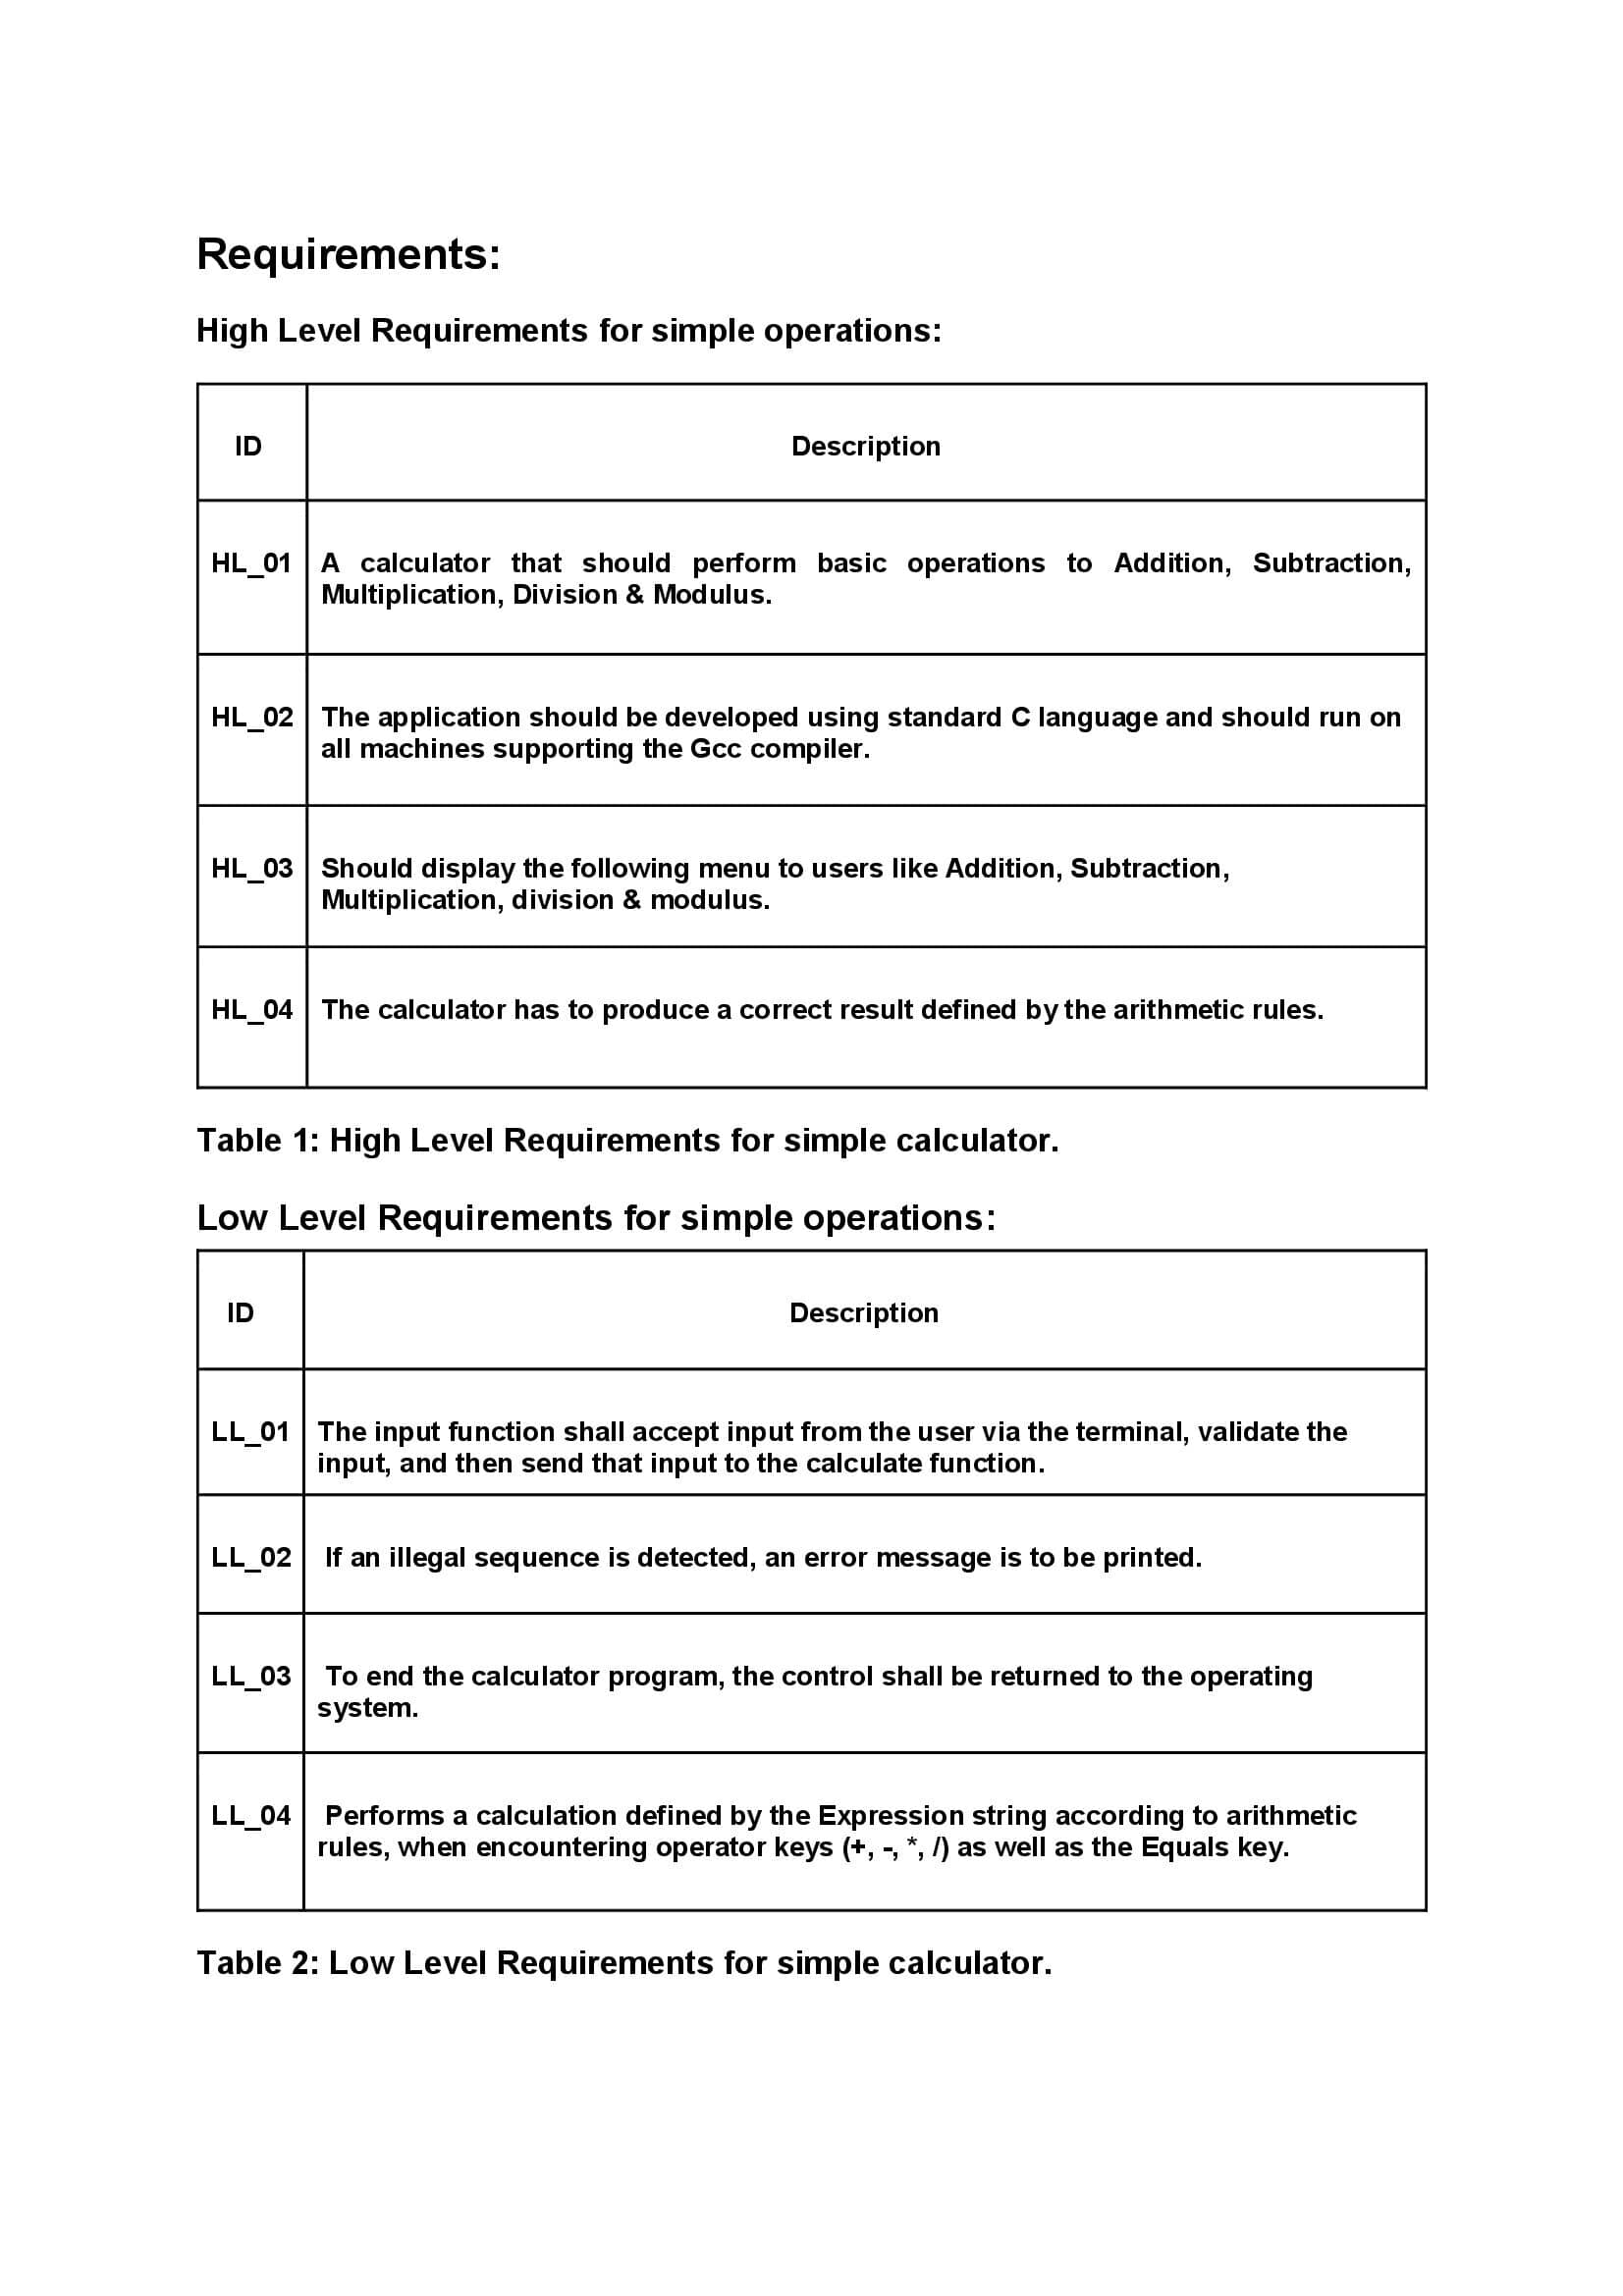 Requirements:
High Level Requirements for simple operations:
ID Description
HL_01 A calculator that should perform basic operations to Addition, Subtraction,
Multiplication, Division & Modulus.
HL_02 The application should be developed using standard C language and should run on
all machines supporting the Gcc compiler.
HL_03 Should display the following menu to users like Addition, Subtraction,
Multiplication, division & modulus.
HL_04 The calculator has to produce a correct result defined by the arithmetic rules.
Table 1: High Level Requirements for simple calculator.
Low Level Requirements for simple operations:
ID Description
LL_01 The input function shall accept input from the user via the terminal, validate the
input, and then send that input to the calculate function.
LL_02 If an illegal sequence is detected, an error message is to be printed.
LL_03 To end the calculator program, the control shall be returned to the operating
system.
LL_04 Performs a calculation defined by the Expression string according to arithmetic
rules, when encountering operator keys (+, -, *, /) as well as the Equals key.
Table 2: Low Level Requirements for simple calculator.